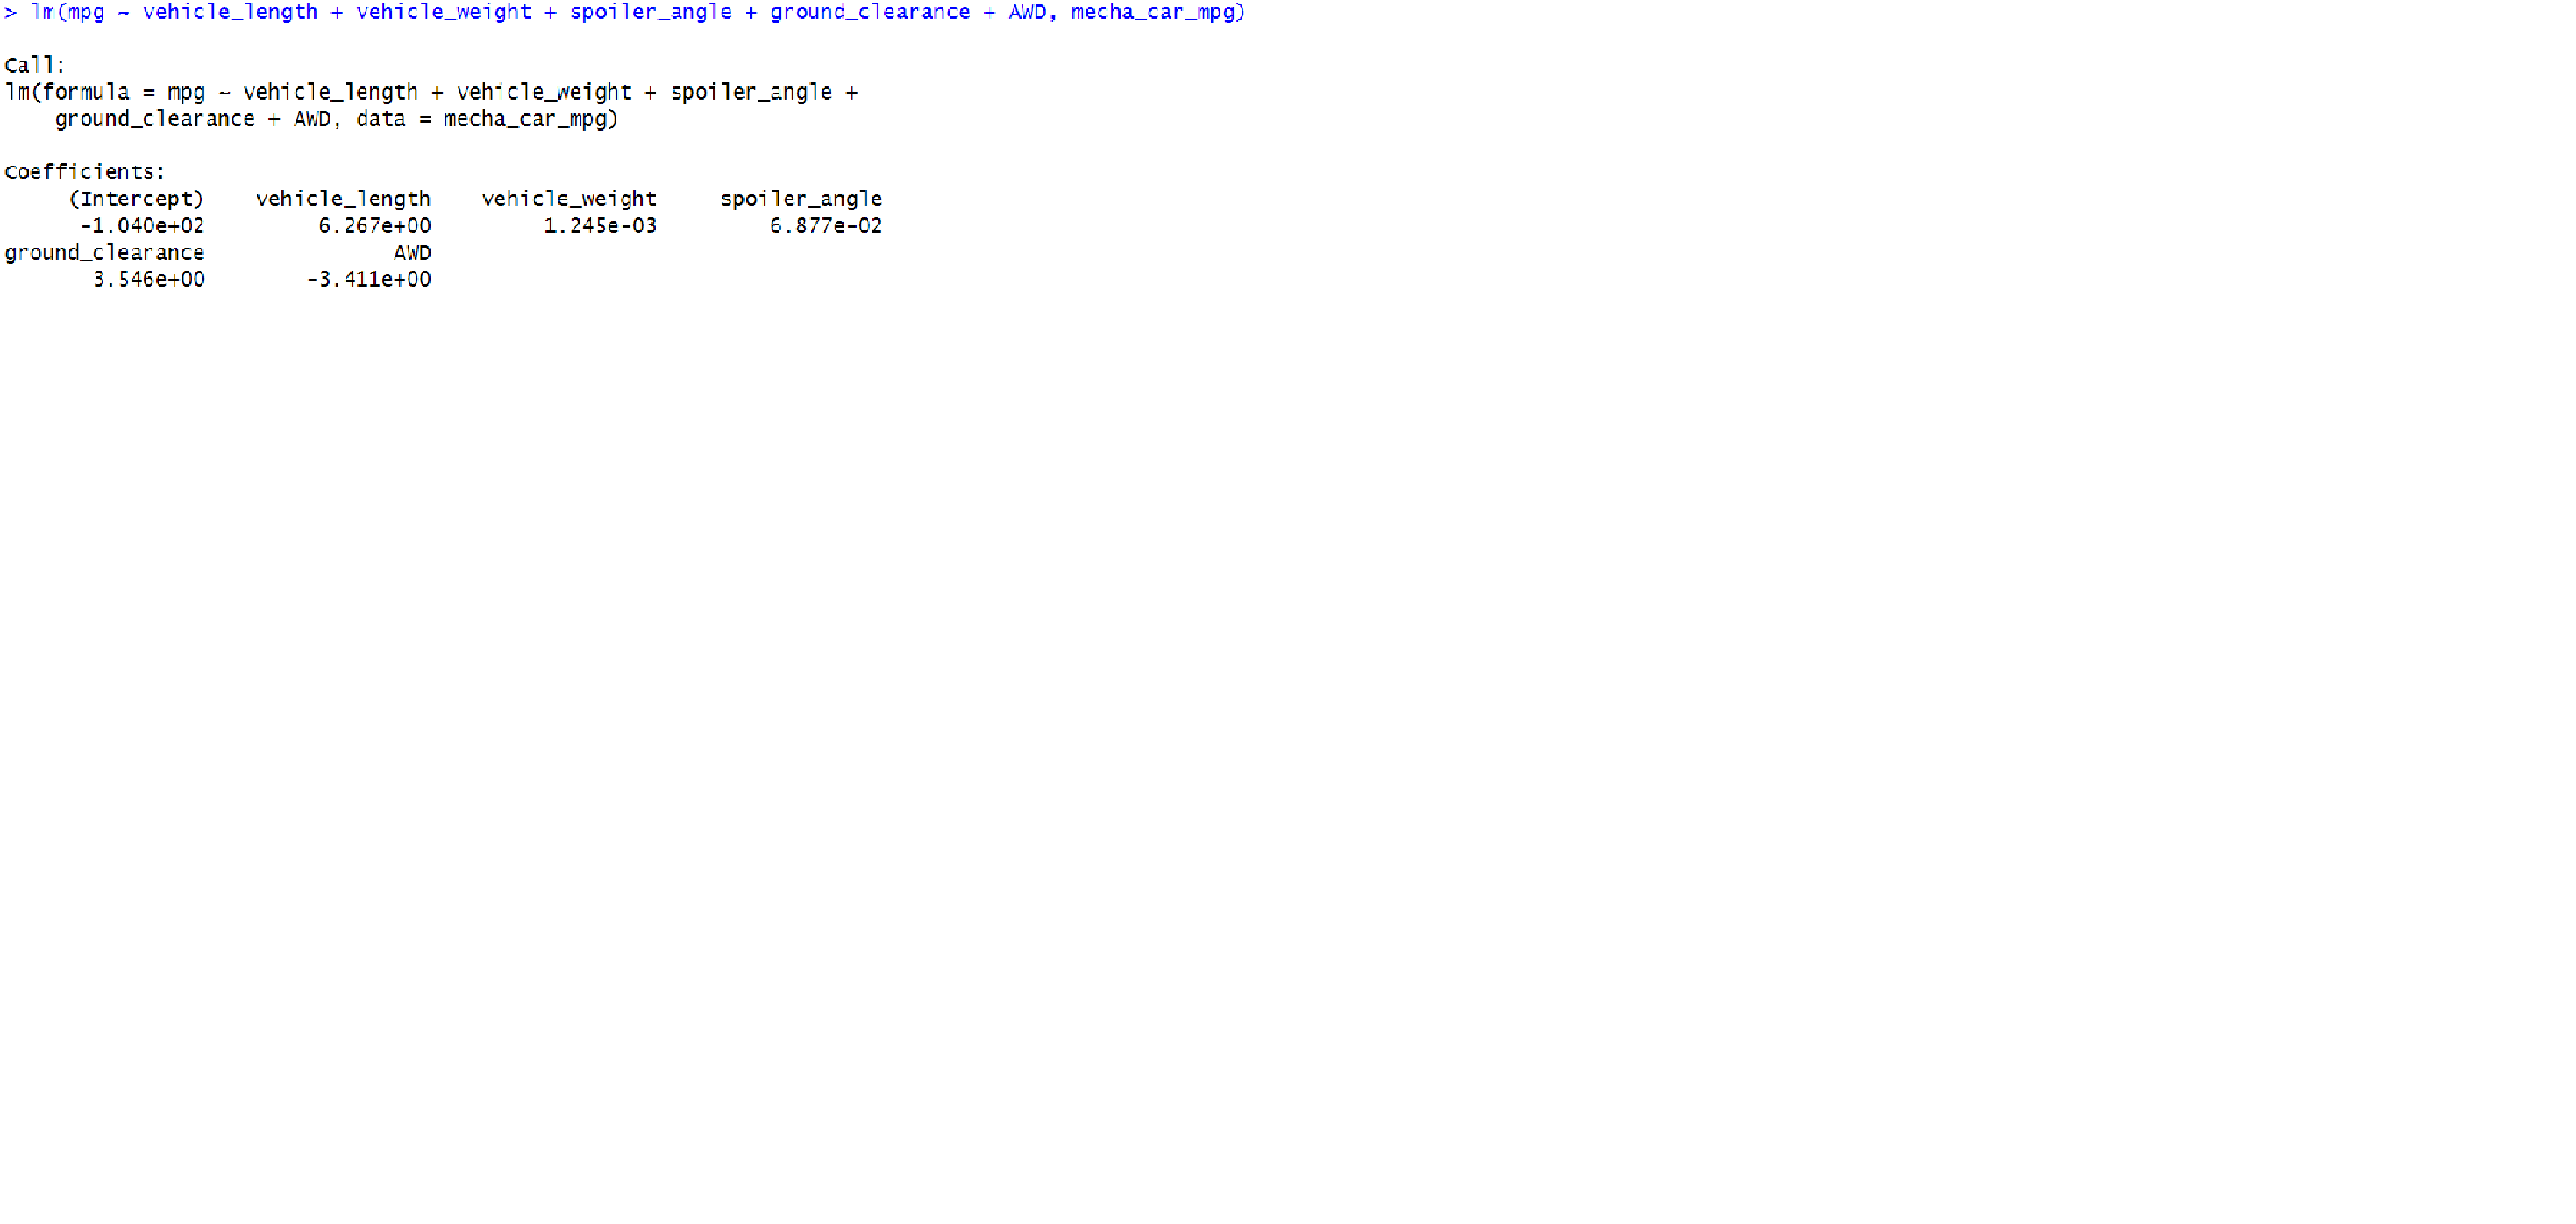 > lm(mpg ~ vehicle_length + vehicle_weight + spoiler_angle + ground_clearance + AWD, mecha_car_mpg)
Call:
lm(formula = mpg ~ vehicle_length + vehicle_weight + spoiler_angle +
ground_clearance + AWD, data = mecha_car_mpg)
Coefficients:
(Intercept) vehicle_length vehicle_weight spoiler_angle
-1.040e+02 6.267e+00 1.245e-03 6.877e-02
ground_clearance AWD
3.546e+00 -3.411e+00